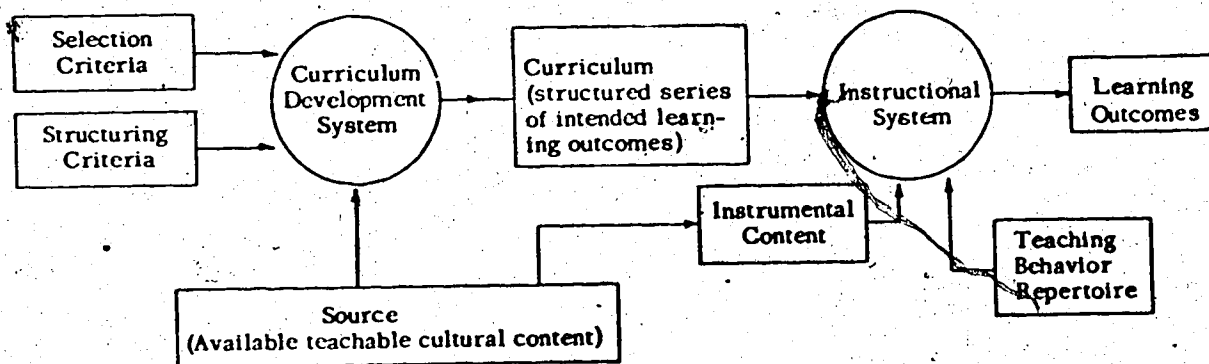 Selection
Criteria
Structuring
Criteria
Curriculum
Development
System
Curriculum
(structured series
of intended learn-
ing outcomes)
Instructional
System
Learning
Outcomes
Instrumental
Content
Teaching
Behavior
Repertoire
Source
(Available teachable cultural content)